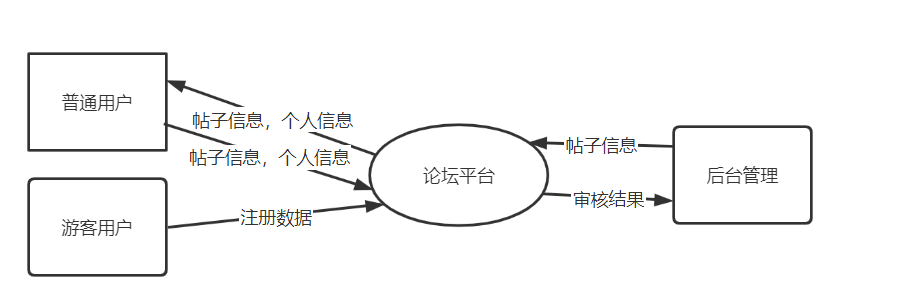 普通用户
帖子信息，个人信息
帖子信息，个人信息
游客用户
注册数据
论坛平台
帖子信息
审核结果
后台管理